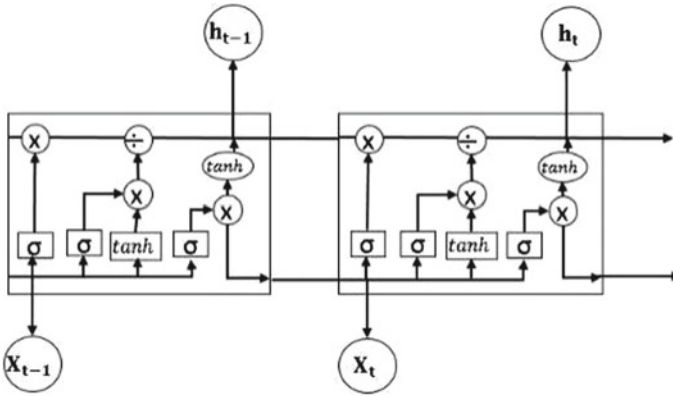 h_{t-1} h_t
x ÷ x ÷
tanh tanh
x x x x
σ σ tanh σ σ σ tanh σ
X_{t-1} X_t